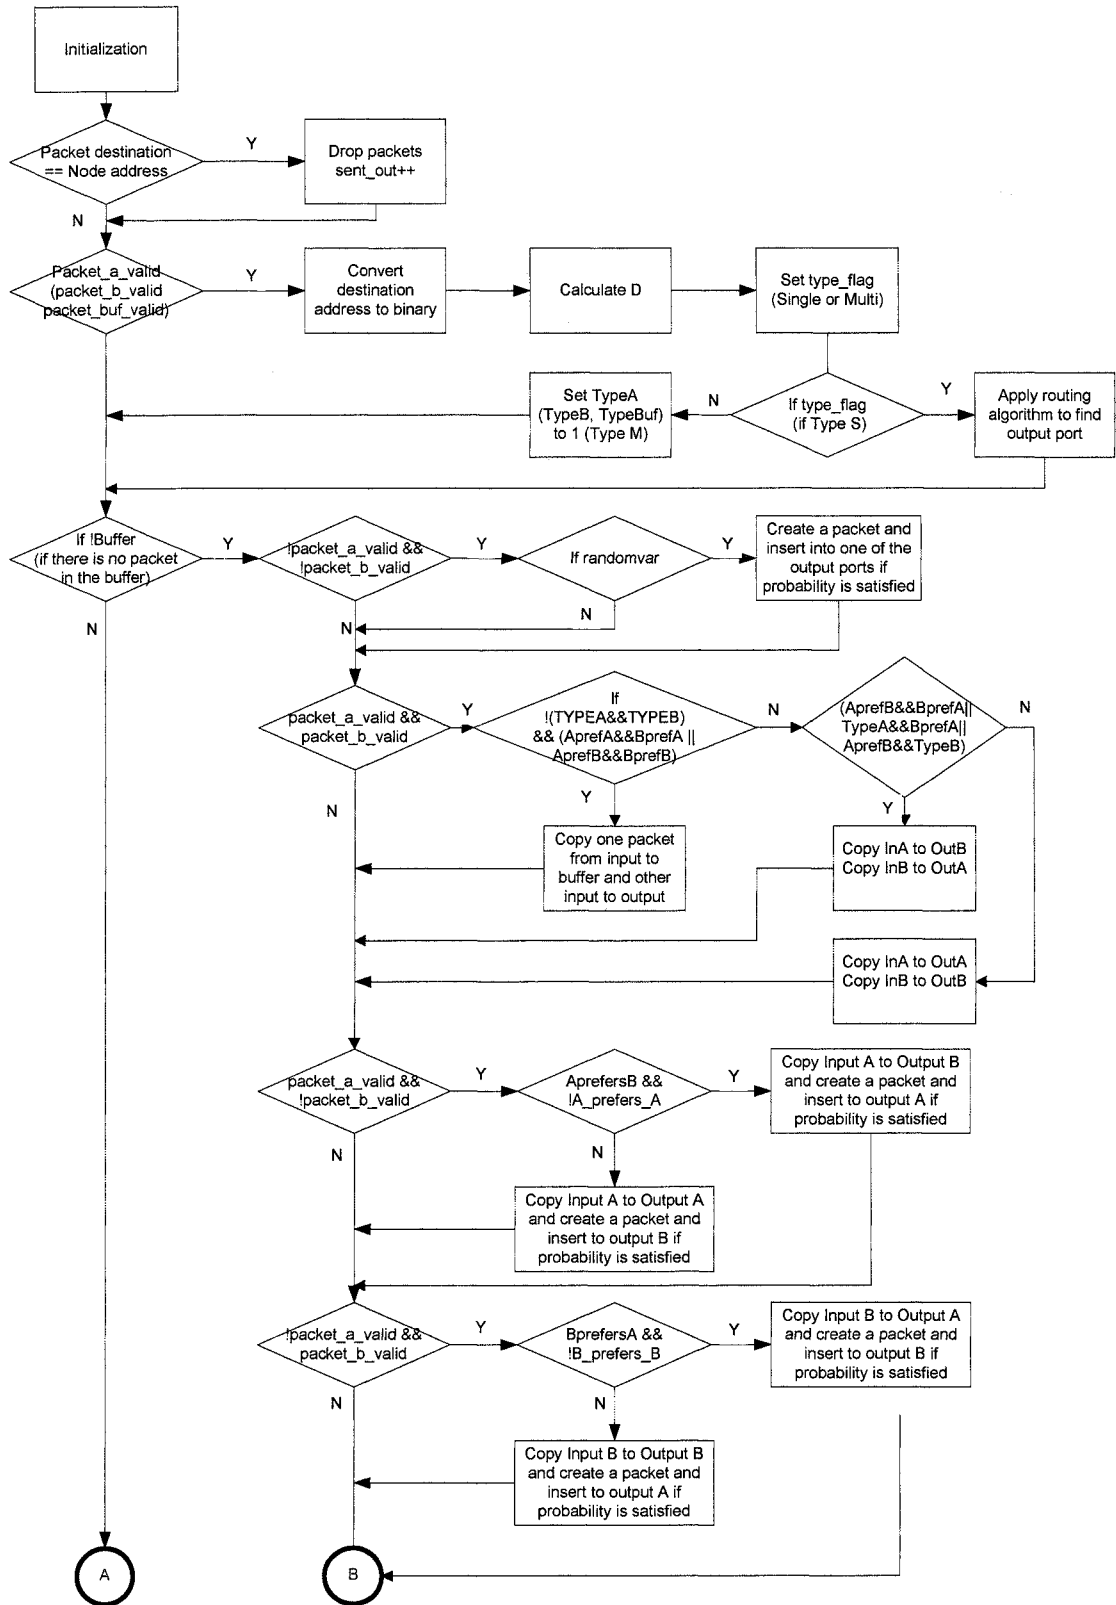 Initialization
Packet destination
== Node address
Y
Drop packets
sent_out++
N
Packet_a_valid
(packet_b_valid
packet_buf_valid)
Y
Convert
destination
address to binary
Calculate D
Set type_flag
(Single or Multi)
Set TypeA
(TypeB, TypeBuf)
to 1 (Type M)
N
If type_flag
(if Type S)
Y
Apply routing
algorithm to find
output port
If !Buffer
(if there is no packet
in the buffer)
Y
!packet_a_valid &&
!packet_b_valid
Y
If randomvar
Y
Create a packet and
insert into one of the
output ports if
probability is satisfied
N
N
N
packet_a_valid &&
packet_b_valid
Y
If
!(TYPEA&&TYPEB)
&& (AprefA&&BprefA ||
AprefB&&BprefB)
N
(AprefB&&BprefA||
TypeA&&BprefA||
AprefB&&TypeB)
N
N
Y
Y
Copy one packet
from input to
buffer and other
input to output
Copy InA to OutB
Copy InB to OutA
Copy InA to OutA
Copy InB to OutB
packet_a_valid &&
!packet_b_valid
Y
AprefersB &&
!A_prefers_A
Y
Copy Input A to Output B
and create a packet and
insert to output A if
probability is satisfied
N
N
Copy Input A to Output A
and create a packet and
insert to output B if
probability is satisfied
!packet_a_valid &&
packet_b_valid
Y
BprefersA &&
!B_prefers_B
Y
Copy Input B to Output A
and create a packet and
insert to output B if
probability is satisfied
N
N
Copy Input B to Output B
and create a packet and
insert to output A if
probability is satisfied
A
B